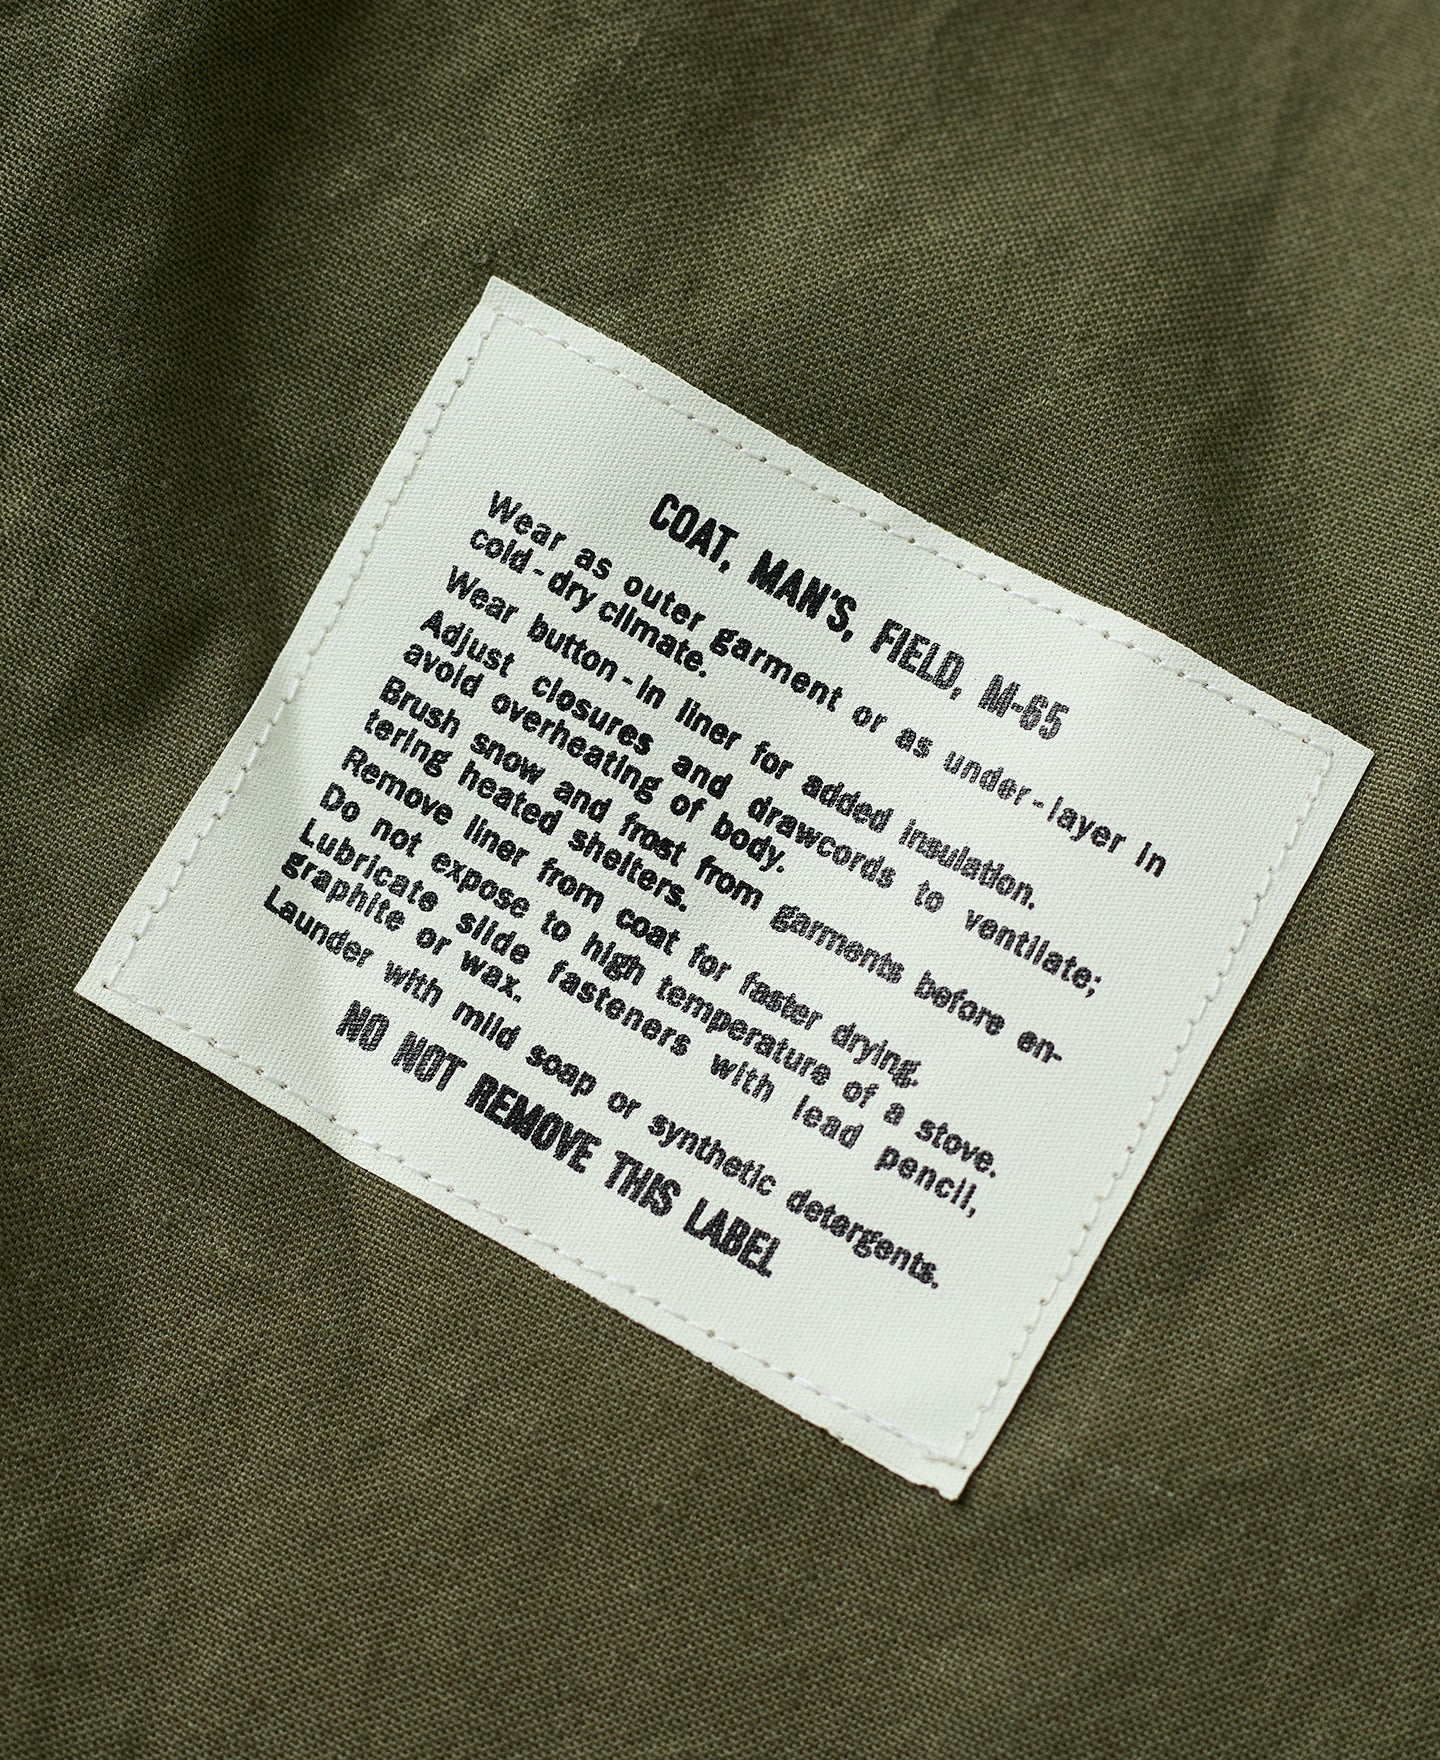 COAT, MAN'S, FIELD, M-65
Wear as outer garment or as under-layer in
cold-dry climate.
Wear button-in liner for added insulation.
Adjust closures and drawcords to ventilate;
avoid overheating of body.
Brush snow and frost from garments before en-
tering heated shelters.
Remove liner from coat for faster drying.
Do not expose to high temperature of a stove.
Lubricate slide fasteners with lead pencil,
graphite or wax.
Launder with mild soap or synthetic detergents.
NO NOT REMOVE THIS LABEL